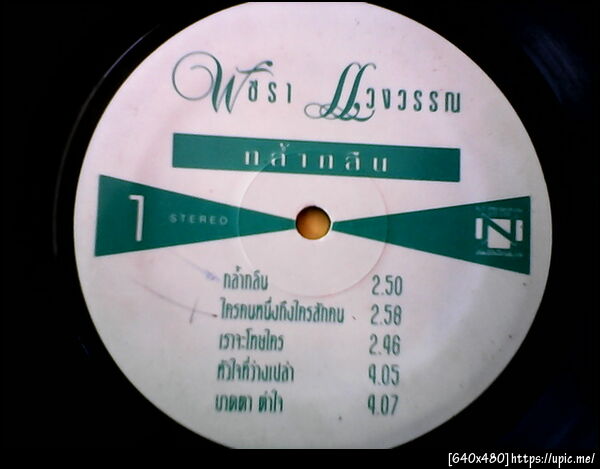 พัชรา แวงวรรณ
กล้ำกลืน
1
STEREO
N
กล้ำกลืน 2.50
ใครคนหนึ่งถึงใครสักคน 2.58
เราจะโทษใคร 2.46
หัวใจที่ว่างเปล่า 4.05
บาดตา ตำใจ 4.07
[640x480]https://upic.me/